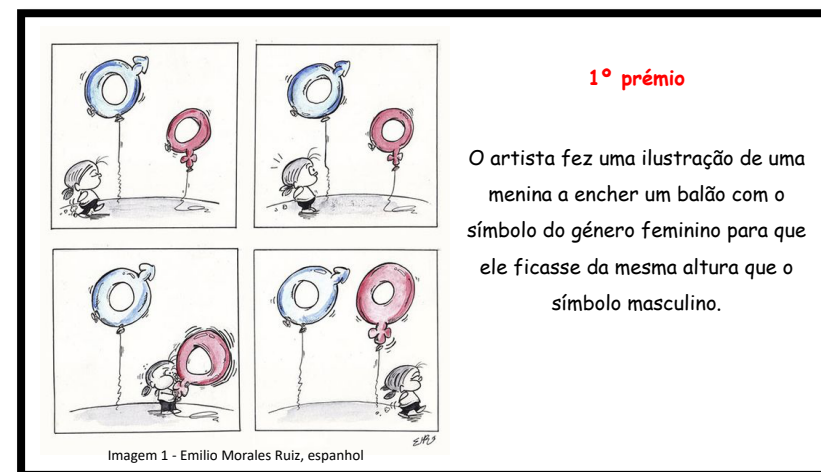 1º prémio
O artista fez uma ilustração de uma
menina a encher um balão com o
símbolo do género feminino para que
ele ficasse da mesma altura que o
símbolo masculino.
Imagem 1 - Emilio Morales Ruiz, espanhol